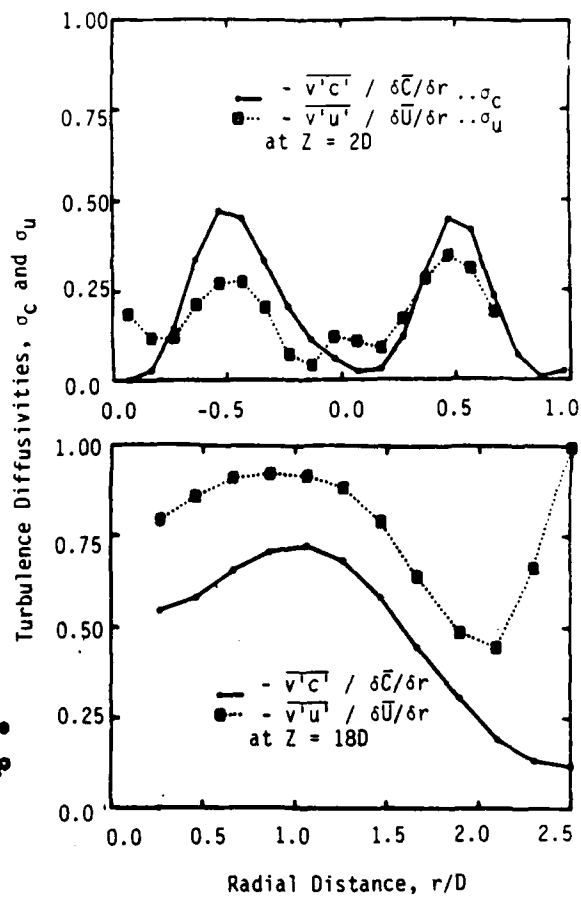 1.00
0.75
0.50
0.25
0.0
- v'c' / δC̄/δr ..σc
- v'u' / δŪ/δr ..σu
at Z = 2D
0.0 -0.5 0.0 0.5 1.0
Turbulence Diffusivities, σc and σu
1.00
0.75
0.50
0.25
0.0
- v'c' / δC̄/δr
- v'u' / δŪ/δr
at Z = 18D
0.0 0.5 1.0 1.5 2.0 2.5
Radial Distance, r/D